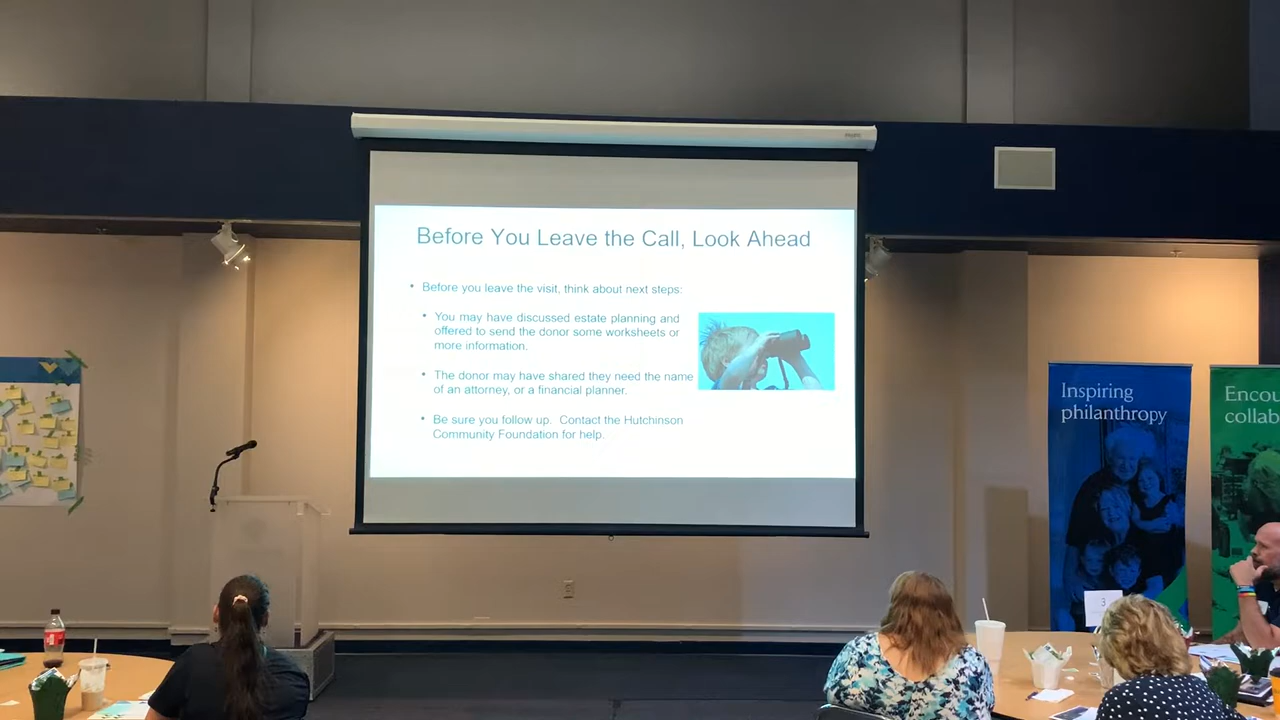 Before You Leave the Call, Look Ahead
• Before you leave the visit, think about next steps:
• You may have discussed estate planning and
offered to send the donor some worksheets or
more information.
• The donor may have shared they need the name
of an attorney, or a financial planner.
• Be sure you follow up. Contact the Hutchinson
Community Foundation for help.
Inspiring
philanthropy
Encou
collab
3